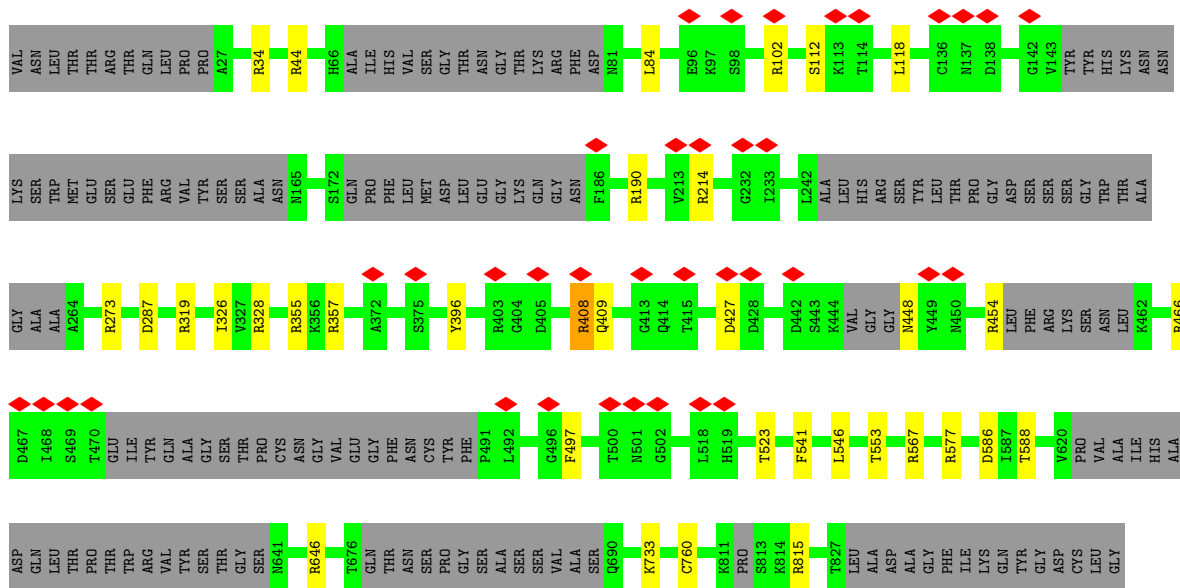 VAL ASN LEU THR THR ARG THR GLN LEU PRO PRO A27 R34 R44 H66 ALA ILE HIS VAL SER GLY THR ASN GLY THR LYS ARG PHE ASP N81 L84 E96 K97 S98 R102 S112 K113 T114 L118 C136 N137 D138 G142 V143 TYR TYR HIS LYS ASN ASN
LYS SER TRP MET GLU SER GLU PHE ARG VAL TYR SER SER ALA ASN N165 S172 GLN PRO PHE LEU MET ASP LEU GLU GLY LYS GLN GLY ASN F186 R190 V213 R214 G232 I233 L242 ALA LEU HIS ARG SER TYR LEU THR PRO GLY ASP SER SER SER GLY TRP THR ALA
GLY ALA ALA A264 R273 D287 R319 I326 V327 R328 R355 K356 R357 A372 S375 Y396 R403 G404 D405 R408 Q409 G413 Q414 T415 D427 D428 D442 S443 K444 VAL GLY GLY N448 Y449 N450 R454 LEU PHE ARG LYS SER ASN LEU K462 R466
D467 I468 S469 T470 GLU ILE TYR GLN ALA GLY SER THR PRO CYS ASN GLY VAL GLU GLY PHE ASN CYS TYR PHE P491 L492 G496 F497 T500 N501 G502 L518 H519 T523 F541 L546 T553 R567 R577 D586 I587 T588 V620 PRO VAL ALA ILE HIS ALA
ASP GLN LEU THR PRO THR TRP ARG VAL TYR SER THR GLY SER N641 R646 T676 GLN THR ASN SER PRO GLY SER ALA SER SER VAL ALA SER Q690 K733 C760 K811 PRO S813 K814 R815 T827 LEU ALA ASP ALA GLY PHE ILE LYS GLN TYR GLY ASP CYS LEU GLY